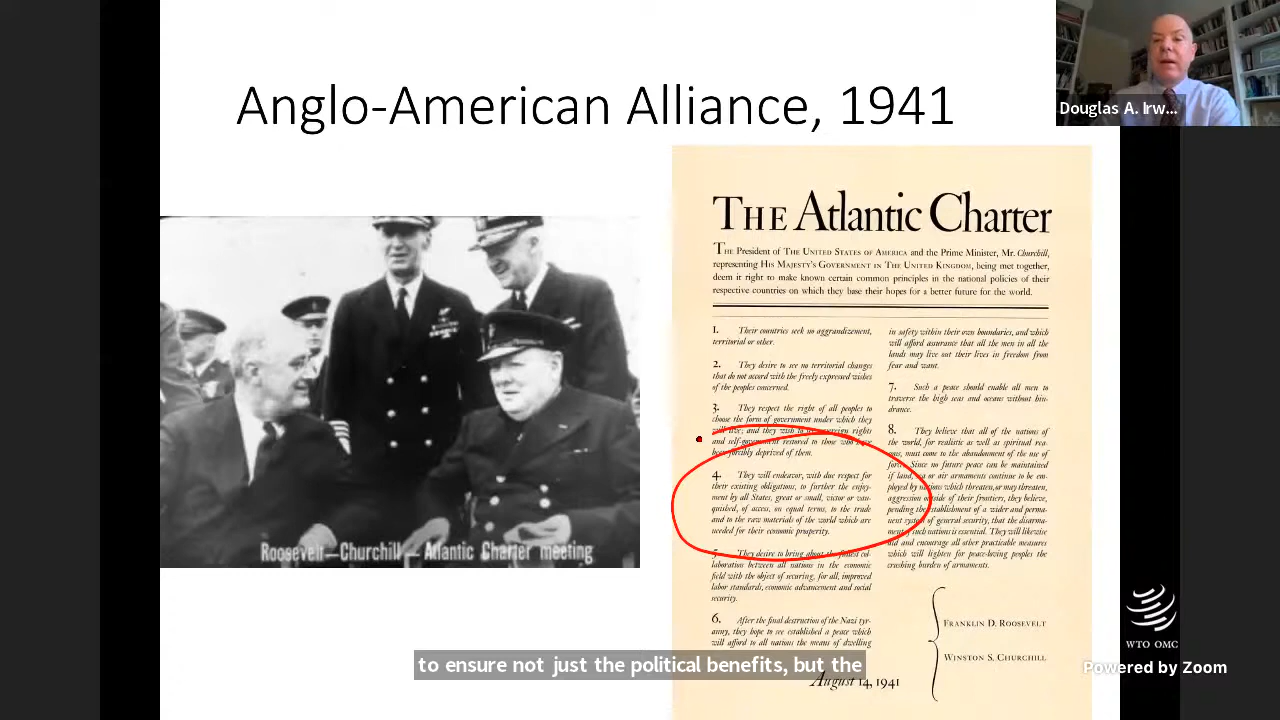 Anglo-American Alliance, 1941
Douglas A. Irw...
THE Atlantic Charter
THE President of THE UNITED STATES OF AMERICA and the Prime Minister, Mr. Churchill,
representing HIS MAJESTY'S GOVERNMENT IN THE UNITED KINGDOM, being met together,
deem it right to make known certain common principles in the national policies of their
respective countries on which they base their hopes for a better future for the world.
1. Their countries seek no aggrandizement,
territorial or other.
2. They desire to see no territorial changes
that do not accord with the freely expressed wishes
of the peoples concerned.
3. They respect the right of all peoples to
choose the form of government under which they
will live; and they wish to see sovereign rights
and self-government restored to those who have
been forcibly deprived of them.
4. They will endeavor, with due respect for
their existing obligations, to further the enjoy-
ment by all States, great or small, victor or van-
quished, of access, on equal terms, to the trade
and to the raw materials of the world which are
needed for their economic prosperity.
5. They desire to bring about the fullest col-
laboration between all nations in the economic
field with the object of securing, for all, improved
labor standards, economic advancement and social
security.
6. After the final destruction of the Nazi tyr-
anny, they hope to see established a peace which
will afford to all nations the means of dwelling
in safety within their own boundaries, and which
will afford assurance that all the men in all the
lands may live out their lives in freedom from
fear and want.
7. Such a peace should enable all men to
traverse the high seas and oceans without hin-
drance.
8. They believe that all of the nations of
the world, for realistic as well as spiritual rea-
sons, must come to the abandonment of the use of
force. Since no future peace can be maintained
if land, sea or air armaments continue to be em-
ployed by nations which threaten, or may threaten,
aggression outside of their frontiers, they believe,
pending the establishment of a wider and perma-
nent system of general security, that the disarma-
ment of such nations is essential. They will likewise
aid and encourage all other practicable measures
which will lighten for peace-loving peoples the
crushing burden of armaments.
FRANKLIN D. ROOSEVELT
WINSTON S. CHURCHILL
August 14, 1941
Roosevelt—Churchill—Atlantic Charter meeting
to ensure not just the political benefits, but the
WTO OMC
Powered by Zoom